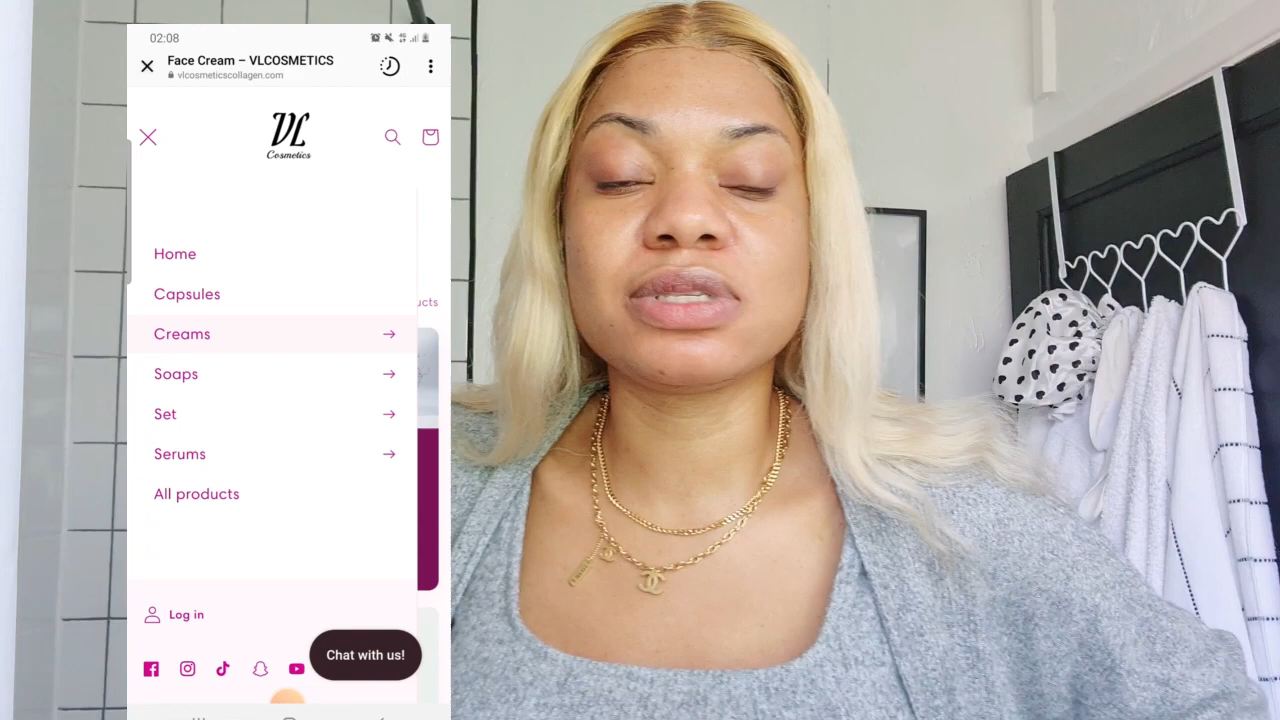 02:08
Face Cream – VLCOSMETICS
vlcosmeticscollagen.com
VL
Cosmetics
Home
Capsules
ucts
Creams
Soaps
Set
Serums
All products
Log in
Chat with us!